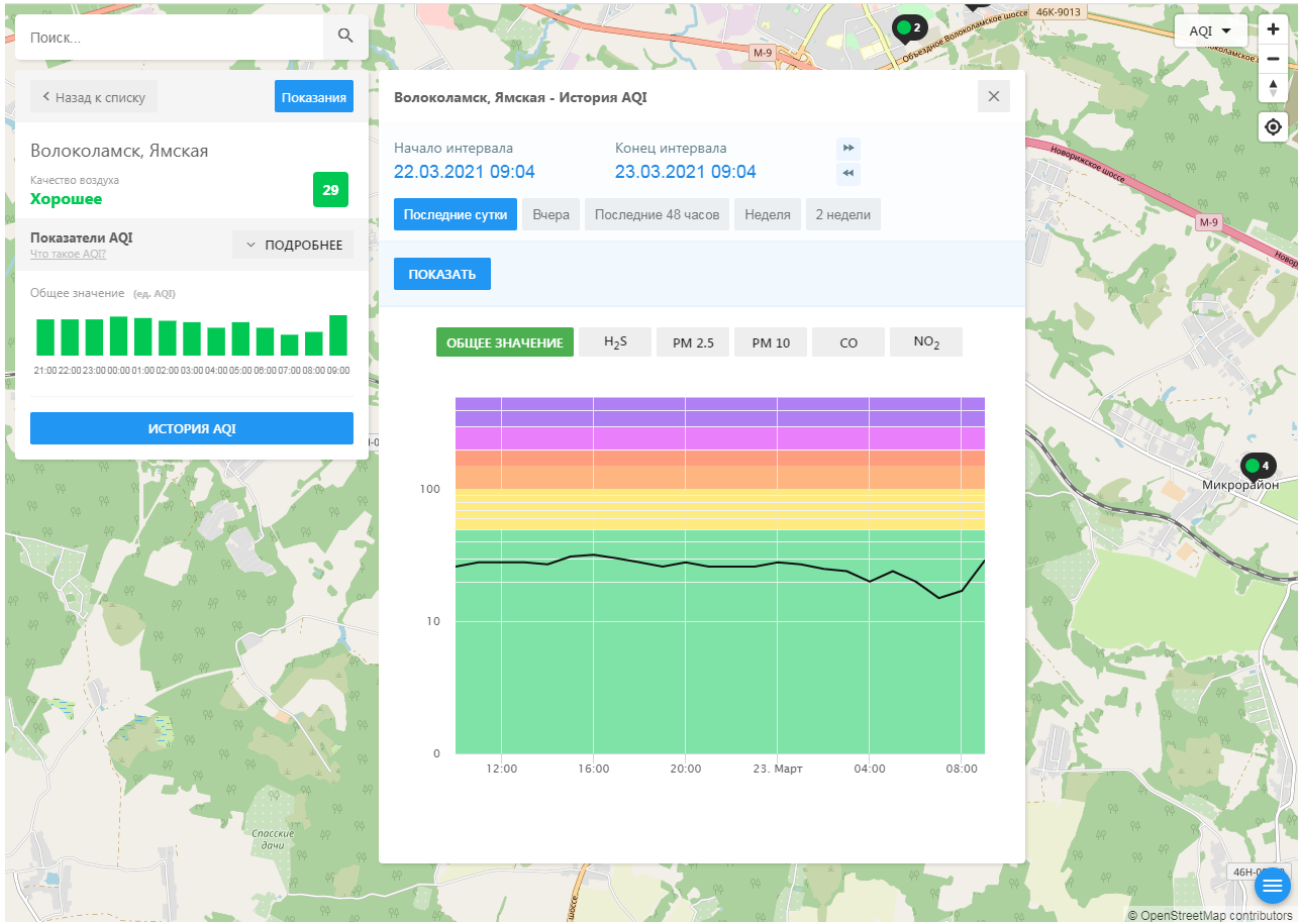 Поиск...
46К-9013
2
Объездное Волоколамское шоссе
AQI
М-9
Назад к списку
Показания
Волоколамск, Ямская
Качество воздуха
Хорошее
29
Показатели AQI
Что такое AQI?
ПОДРОБНЕЕ
Общее значение (ед. AQI)
21:00 22:00 23:00 00:00 01:00 02:00 03:00 04:00 05:00 06:00 07:00 08:00 09:00
ИСТОРИЯ AQI
Волоколамск, Ямская - История AQI
Начало интервала
Конец интервала
22.03.2021 09:04
23.03.2021 09:04
Последние сутки
Вчера
Последние 48 часов
Неделя
2 недели
ПОКАЗАТЬ
ОБЩЕЕ ЗНАЧЕНИЕ
H₂S
PM 2.5
PM 10
CO
NO₂
100
10
0
12:00
16:00
20:00
23. Март
04:00
08:00
Новорижское шоссе
М-9
4
Микрорайон
Спасские
дачи
шоссе
© OpenStreetMap contributors